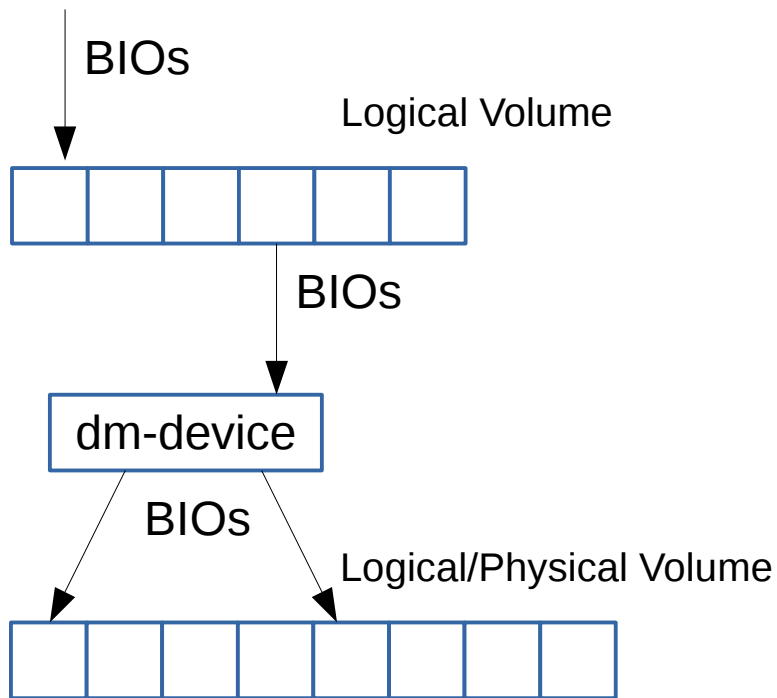 BIOs
Logical Volume
BIOs
dm-device
BIOs
Logical/Physical Volume